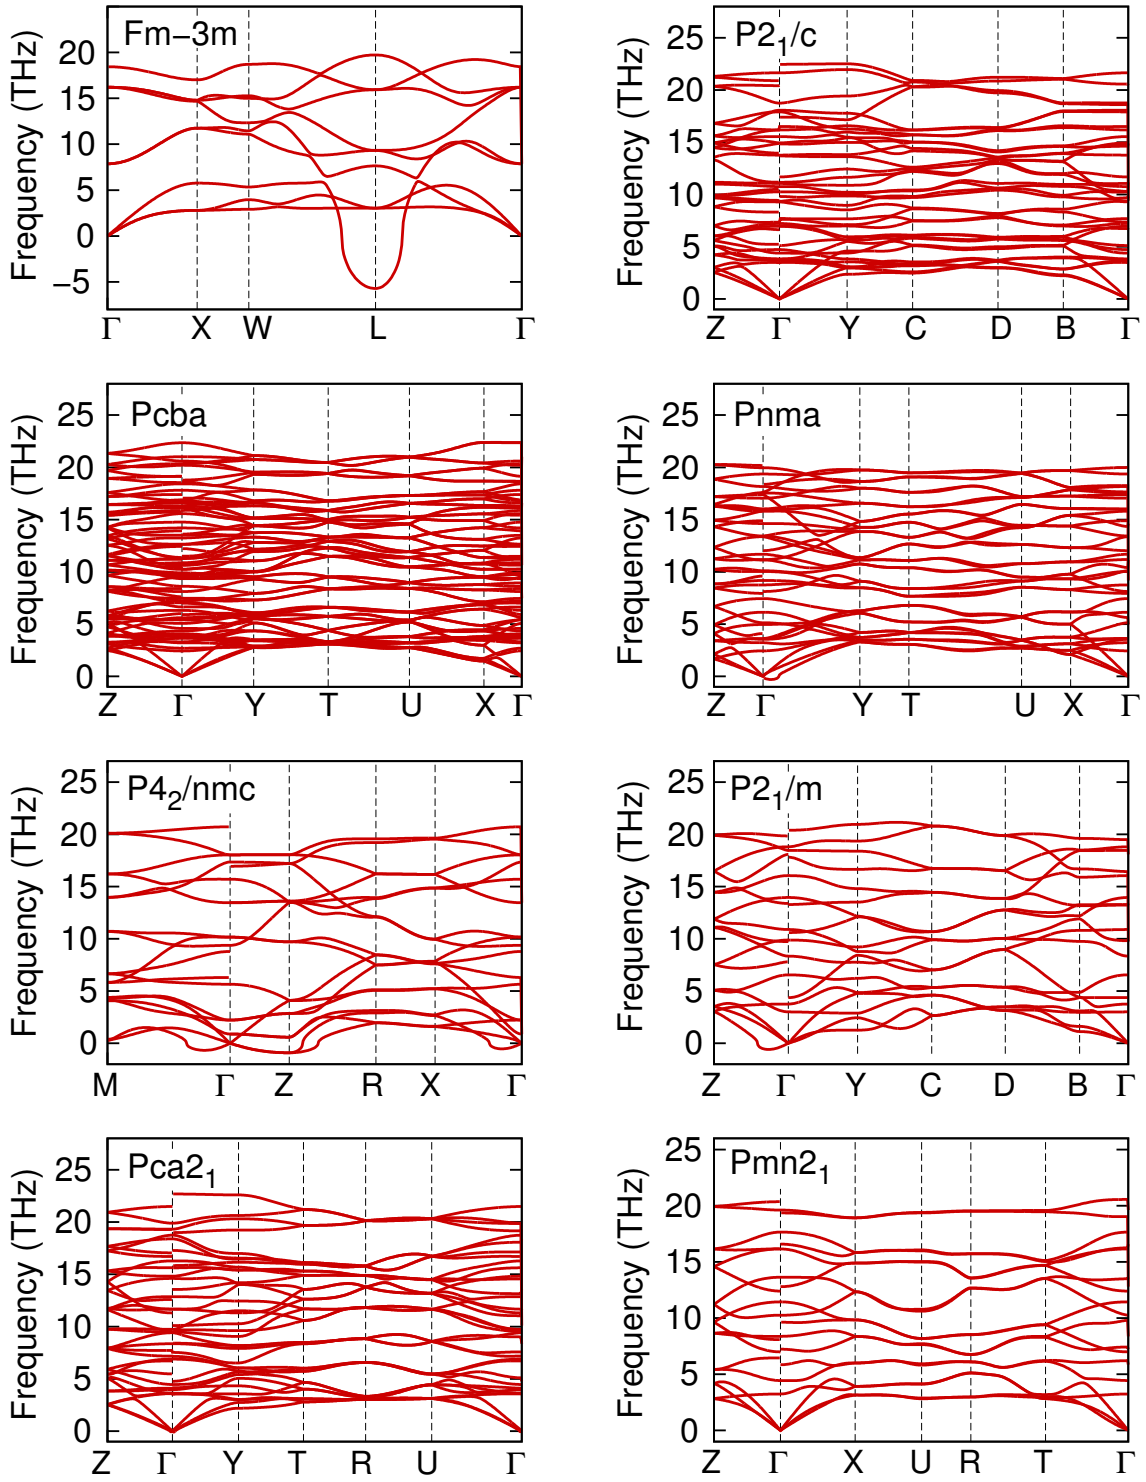 Fm−3m
Frequency (THz)
20
15
10
5
0
−5
Γ X W L Γ
P2₁/c
Frequency (THz)
25
20
15
10
5
0
Z Γ Y C D B Γ
Pcba
Frequency (THz)
25
20
15
10
5
0
Z Γ Y T U X Γ
Pnma
Frequency (THz)
25
20
15
10
5
0
Z Γ Y T U X Γ
P4₂/nmc
Frequency (THz)
25
20
15
10
5
0
M Γ Z R X Γ
P2₁/m
Frequency (THz)
25
20
15
10
5
0
Z Γ Y C D B Γ
Pca2₁
Frequency (THz)
25
20
15
10
5
0
Z Γ Y T R U Γ
Pmn2₁
Frequency (THz)
25
20
15
10
5
0
Z Γ X U R T Γ